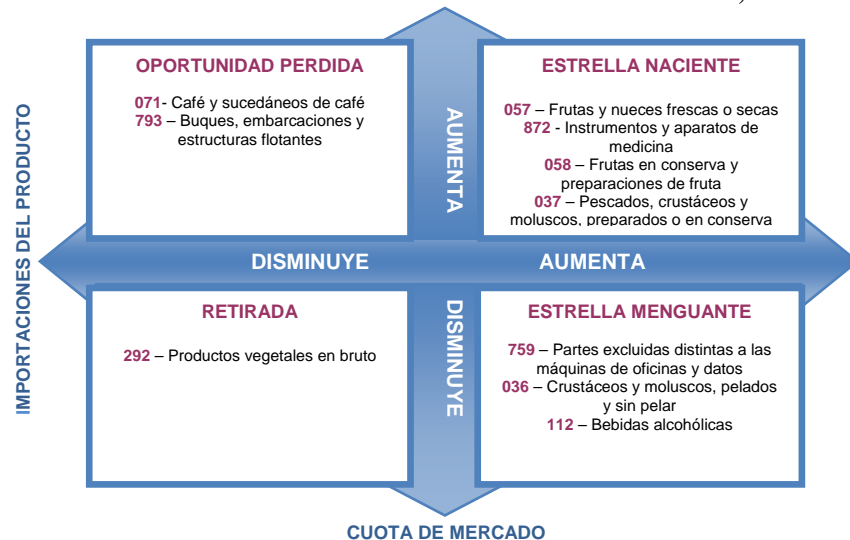 OPORTUNIDAD PERDIDA
071- Café y sucedáneos de café
793 – Buques, embarcaciones y
estructuras flotantes
ESTRELLA NACIENTE
057 – Frutas y nueces frescas o secas
872 - Instrumentos y aparatos de
medicina
058 – Frutas en conserva y
preparaciones de fruta
037 – Pescados, crustáceos y
moluscos, preparados o en conserva
AUMENTA
IMPORTACIONES DEL PRODUCTO
DISMINUYE
AUMENTA
RETIRADA
292 – Productos vegetales en bruto
DISMINUYE
ESTRELLA MENGUANTE
759 – Partes excluidas distintas a las
máquinas de oficinas y datos
036 – Crustáceos y moluscos, pelados
y sin pelar
112 – Bebidas alcohólicas
CUOTA DE MERCADO